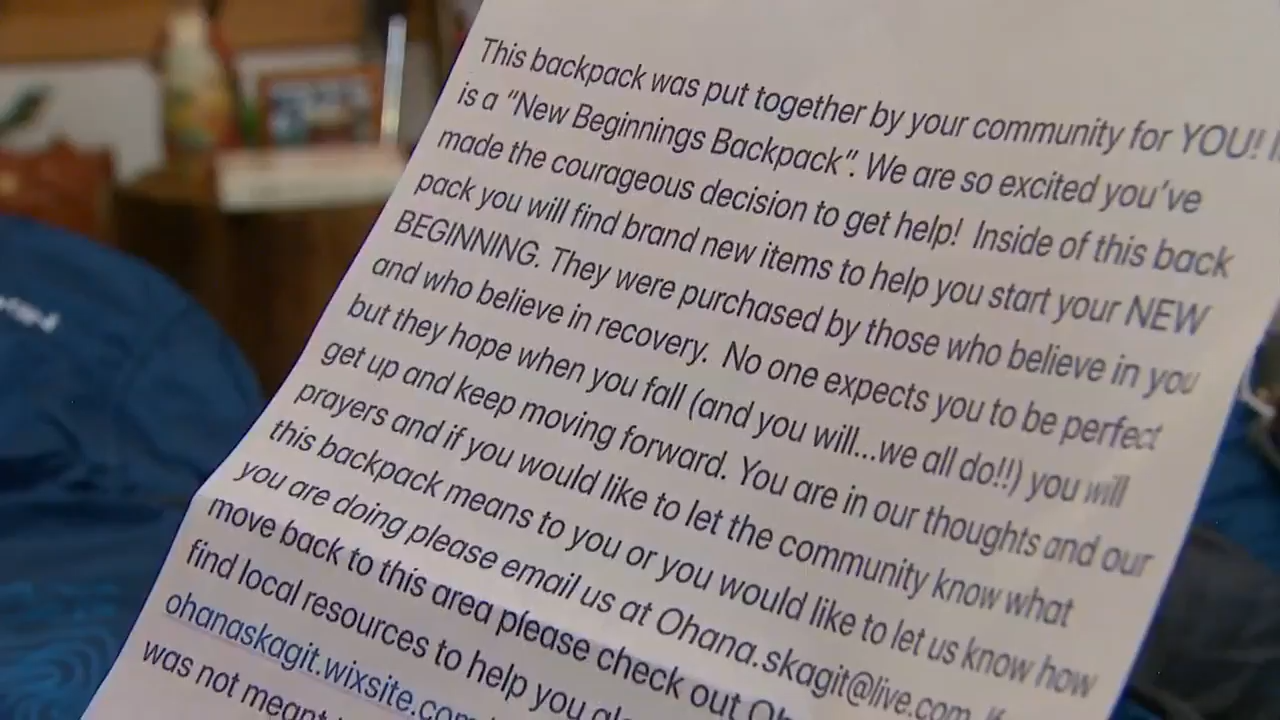 This backpack was put together by your community for YOU!
is a "New Beginnings Backpack". We are so excited you've
made the courageous decision to get help! Inside of this back
pack you will find brand new items to help you start your NEW
BEGINNING. They were purchased by those who believe in you
and who believe in recovery. No one expects you to be perfect
but they hope when you fall (and you will...we all do!!) you will
get up and keep moving forward. You are in our thoughts and our
prayers and if you would like to let the community know what
this backpack means to you or you would like to let us know how
you are doing please email us at Ohana.skagit@live.com. If
move back to this area please check out
find local resources to help you
ohanaskagit.wixsite.com
was not meant